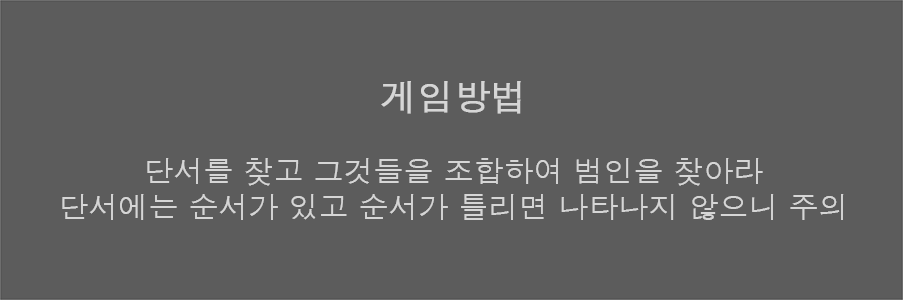 게임방법
단서를 찾고 그것들을 조합하여 범인을 찾아라
단서에는 순서가 있고 순서가 틀리면 나타나지 않으니 주의